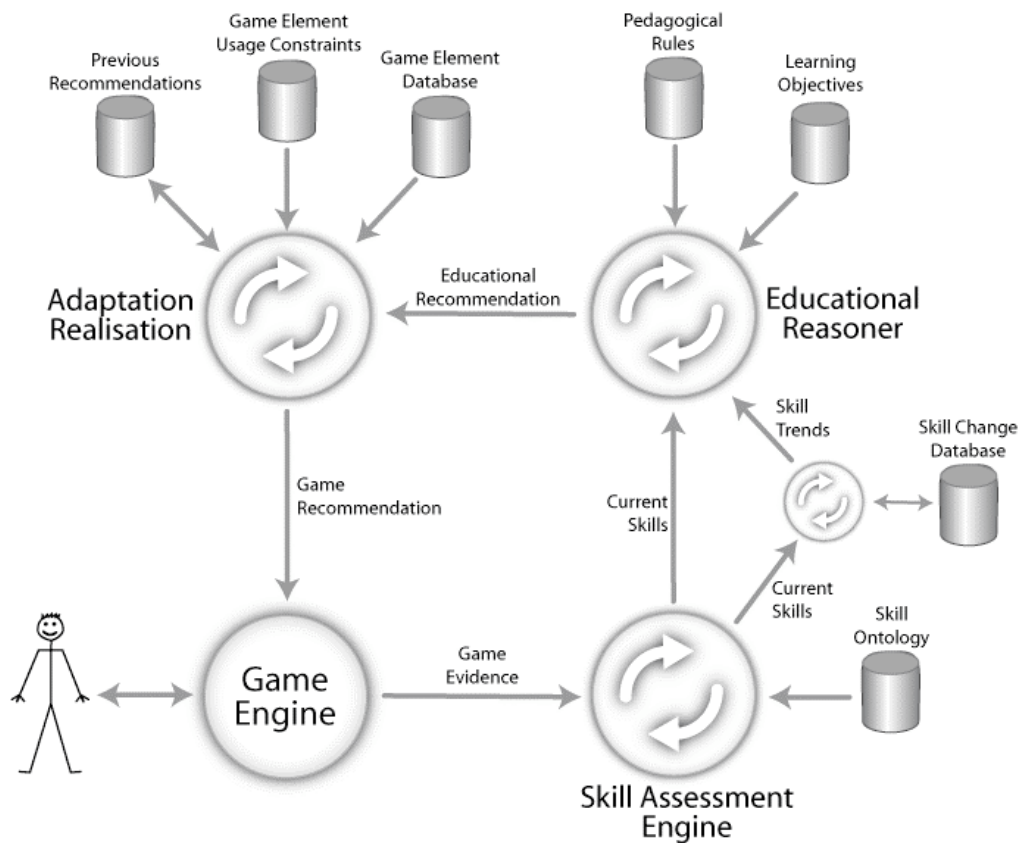 Game Element
Usage Constraints
Previous
Recommendations
Game Element
Database
Pedagogical
Rules
Learning
Objectives
Adaptation
Realisation
Educational
Recommendation
Educational
Reasoner
Skill
Trends
Skill Change
Database
Game
Recommendation
Current
Skills
Current
Skills
Skill
Ontology
Game
Engine
Game
Evidence
Skill Assessment
Engine